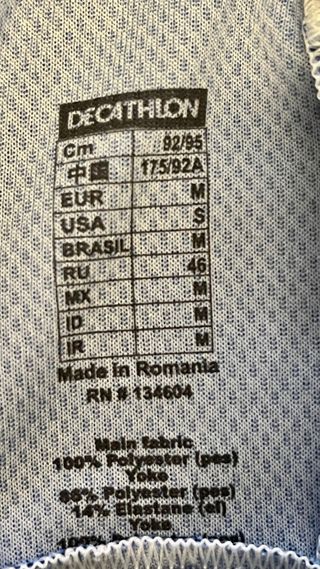 DECATHLON
Cm 92/95
中国 175/92A
EUR M
USA S
BRASIL M
RU 46
MX M
ID M
IR M
Made in Romania
RN # 134604
Main fabric
100% Polyester (pes)
Yoke
86% Polyester (pes)
14% Elastane (el)
Yoke